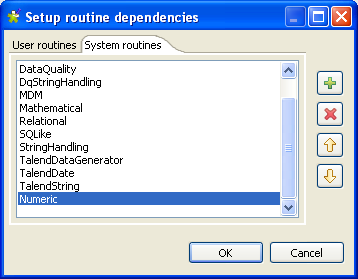 Setup routine dependencies
User routines
System routines
DataQuality
DqStringHandling
MDM
Mathematical
Relational
SQLike
StringHandling
TalendDataGenerator
TalendDate
TalendString
Numeric
OK
Cancel